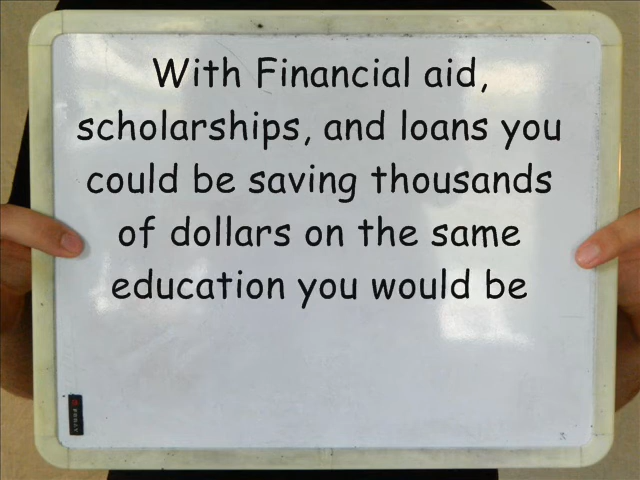 With Financial aid,
scholarships, and loans you
could be saving thousands
of dollars on the same
education you would be